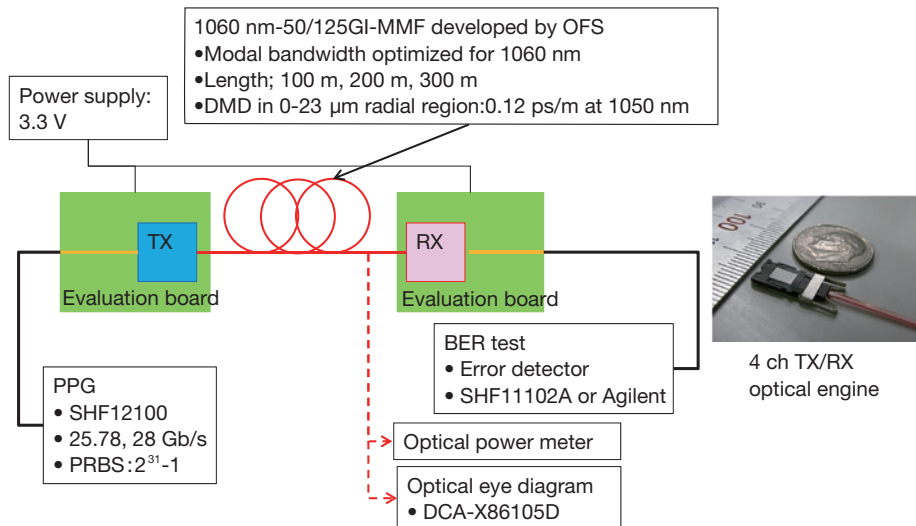 1060 nm-50/125GI-MMF developed by OFS
•Modal bandwidth optimized for 1060 nm
•Length; 100 m, 200 m, 300 m
•DMD in 0-23 μm radial region:0.12 ps/m at 1050 nm
Power supply:
3.3 V
TX
Evaluation board
RX
Evaluation board
100
PPG
• SHF12100
• 25.78, 28 Gb/s
• PRBS:2³¹-1
BER test
• Error detector
• SHF11102A or Agilent
Optical power meter
Optical eye diagram
• DCA-X86105D
4 ch TX/RX
optical engine